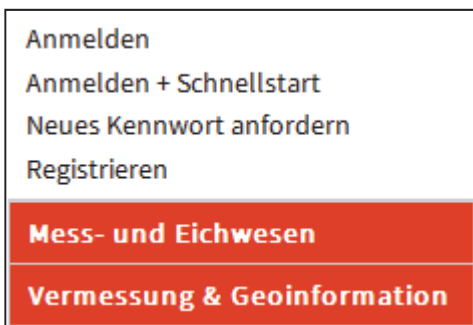 Anmelden
Anmelden + Schnellstart
Neues Kennwort anfordern
Registrieren
Mess- und Eichwesen
Vermessung & Geoinformation